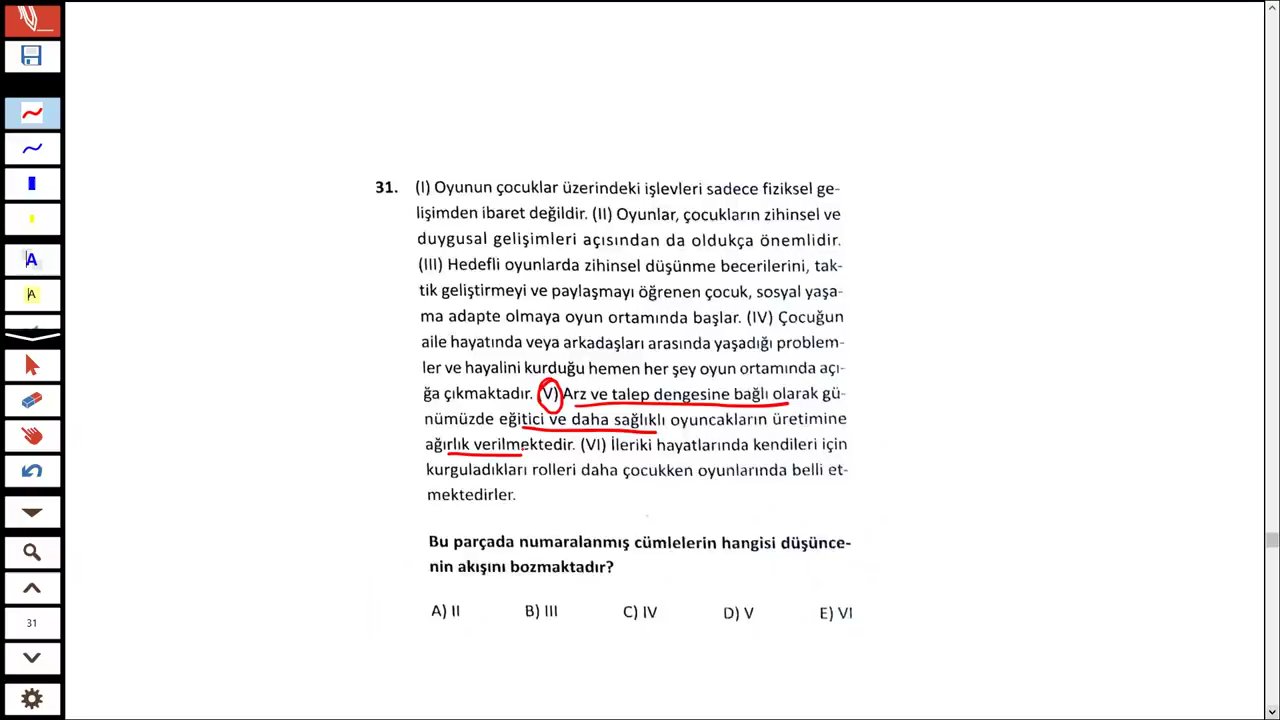 31. (I) Oyunun çocuklar üzerindeki işlevleri sadece fiziksel ge-
lişimden ibaret değildir. (II) Oyunlar, çocukların zihinsel ve
duygusal gelişimleri açısından da oldukça önemlidir.
(III) Hedefli oyunlarda zihinsel düşünme becerilerini, tak-
tik geliştirmeyi ve paylaşmayı öğrenen çocuk, sosyal yaşa-
ma adapte olmaya oyun ortamında başlar. (IV) Çocuğun
aile hayatında veya arkadaşları arasında yaşadığı problem-
ler ve hayalini kurduğu hemen her şey oyun ortamında açı-
ğa çıkmaktadır. (V) Arz ve talep dengesine bağlı olarak gü-
nümüzde eğitici ve daha sağlıklı oyuncakların üretimine
ağırlık verilmektedir. (VI) İleriki hayatlarında kendileri için
kurguladıkları rolleri daha çocukken oyunlarında belli et-
mektedirler.
Bu parçada numaralanmış cümlelerin hangisi düşünce-
nin akışını bozmaktadır?
A) II B) III C) IV D) V E) VI
A
A
31